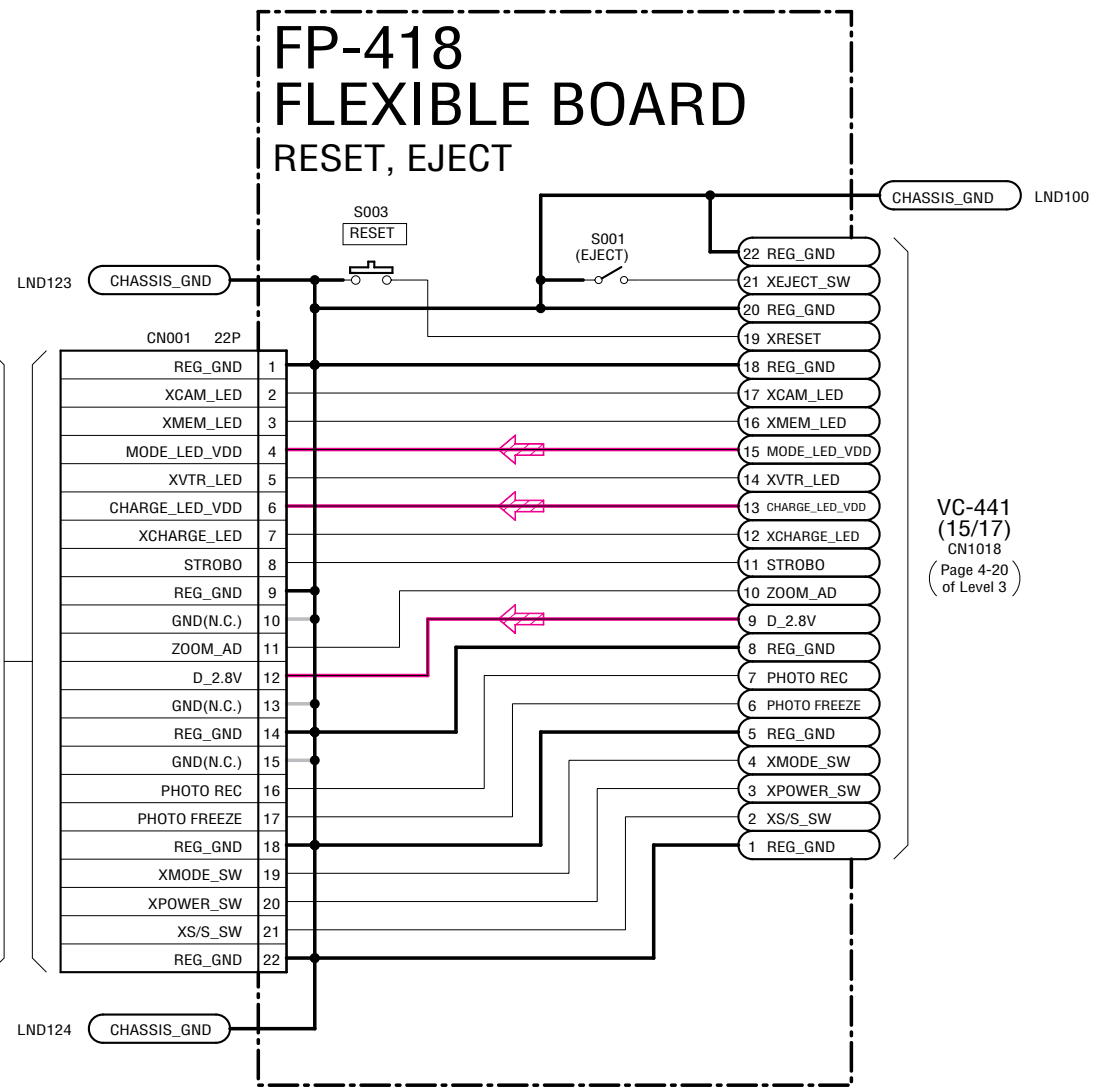 FP-418
FLEXIBLE BOARD
RESET, EJECT
CHASSIS_GND LND100
S003
RESET
S001
(EJECT)
LND123 CHASSIS_GND
CN001 22P
REG_GND 1
XCAM_LED 2
XMEM_LED 3
MODE_LED_VDD 4
XVTR_LED 5
CHARGE_LED_VDD 6
XCHARGE_LED 7
STROBO 8
REG_GND 9
GND(N.C.) 10
ZOOM_AD 11
D_2.8V 12
GND(N.C.) 13
REG_GND 14
GND(N.C.) 15
PHOTO REC 16
PHOTO FREEZE 17
REG_GND 18
XMODE_SW 19
XPOWER_SW 20
XS/S_SW 21
REG_GND 22
LND124 CHASSIS_GND
22 REG_GND
21 XEJECT_SW
20 REG_GND
19 XRESET
18 REG_GND
17 XCAM_LED
16 XMEM_LED
15 MODE_LED_VDD
14 XVTR_LED
13 CHARGE_LED_VDD
12 XCHARGE_LED
11 STROBO
10 ZOOM_AD
9 D_2.8V
8 REG_GND
7 PHOTO REC
6 PHOTO FREEZE
5 REG_GND
4 XMODE_SW
3 XPOWER_SW
2 XS/S_SW
1 REG_GND
VC-441
(15/17)
CN1018
(Page 4-20
of Level 3)